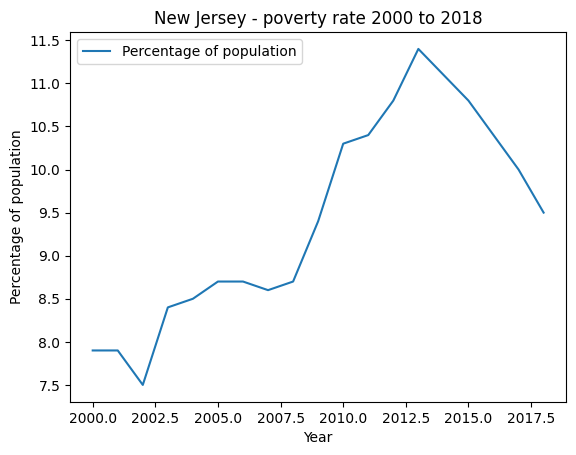 New Jersey - poverty rate 2000 to 2018
Percentage of population
Percentage of population
11.5
11.0
10.5
10.0
9.5
9.0
8.5
8.0
7.5
2000.0 2002.5 2005.0 2007.5 2010.0 2012.5 2015.0 2017.5
Year